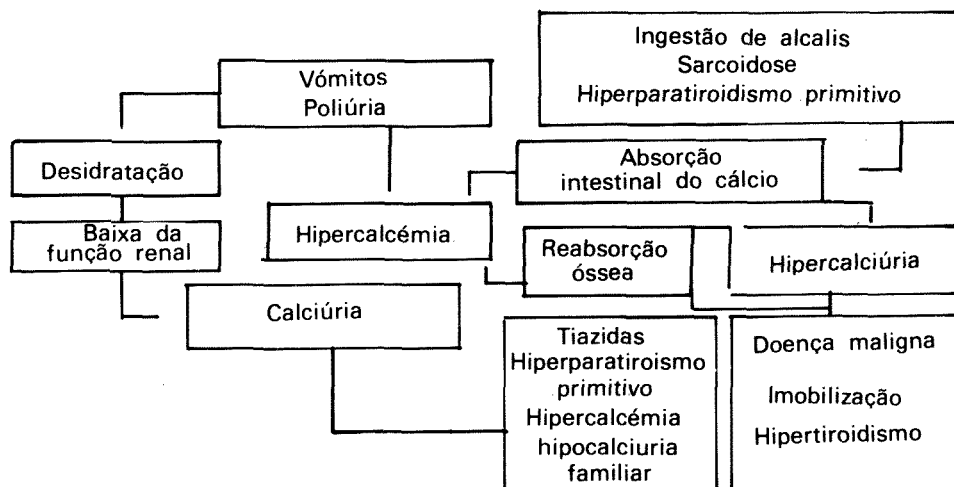 Ingestão de alcalis
Sarcoidose
Hiperparatiroidismo primitivo
Vómitos
Poliúria
Desidratação
Absorção
intestinal do cálcio
Baixa da
função renal
Hipercalcémia
Reabsorção
óssea
Hipercalciúria
Calciúria
Tiazidas
Hiperparatiroismo
primitivo
Hipercalcémia
hipocalciuria
familiar
Doença maligna
Imobilização
Hipertiroidismo